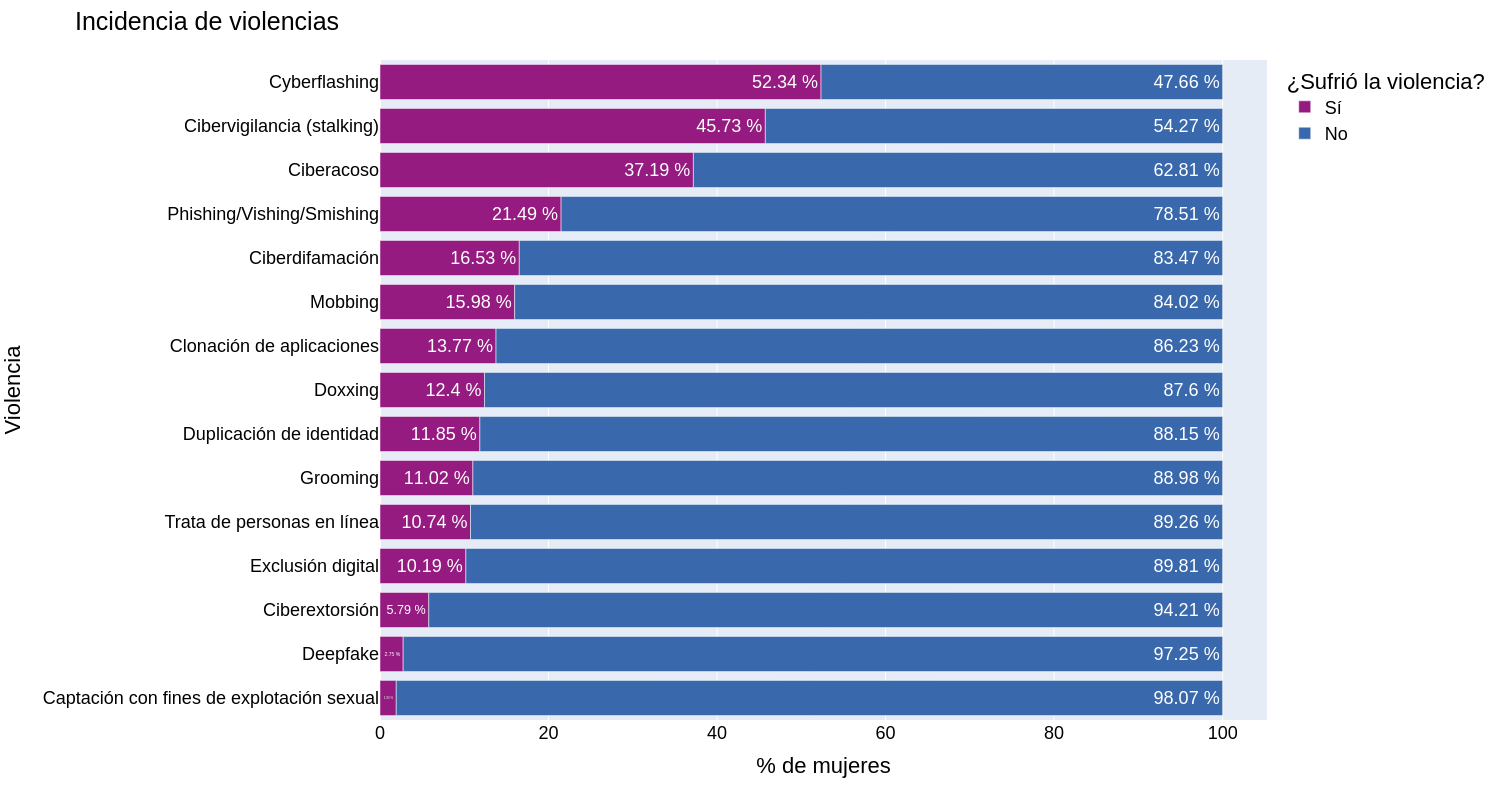 Incidencia de violencias
¿Sufrió la violencia?
Sí
No
Violencia
Cyberflashing 52.34 % 47.66 %
Cibervigilancia (stalking) 45.73 % 54.27 %
Ciberacoso 37.19 % 62.81 %
Phishing/Vishing/Smishing 21.49 % 78.51 %
Ciberdifamación 16.53 % 83.47 %
Mobbing 15.98 % 84.02 %
Clonación de aplicaciones 13.77 % 86.23 %
Doxxing 12.4 % 87.6 %
Duplicación de identidad 11.85 % 88.15 %
Grooming 11.02 % 88.98 %
Trata de personas en línea 10.74 % 89.26 %
Exclusión digital 10.19 % 89.81 %
Ciberextorsión 5.79 % 94.21 %
Deepfake 2.75 % 97.25 %
Captación con fines de explotación sexual 98.07 %
0 20 40 60 80 100
% de mujeres